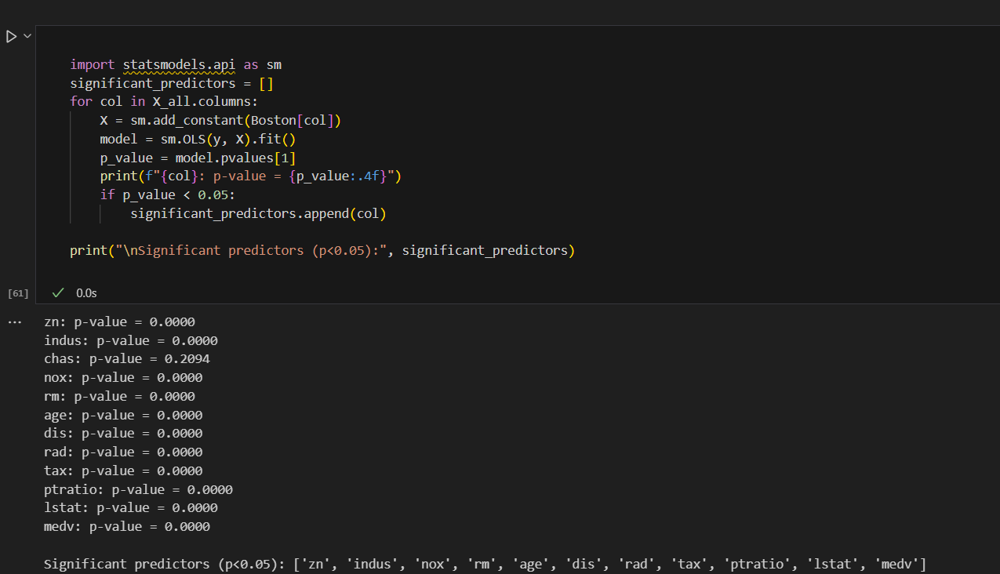 import statsmodels.api as sm
significant_predictors = []
for col in X_all.columns:
    X = sm.add_constant(Boston[col])
    model = sm.OLS(y, X).fit()
    p_value = model.pvalues[1]
    print(f"{col}: p-value = {p_value:.4f}")
    if p_value < 0.05:
        significant_predictors.append(col)
print("\nSignificant predictors (p<0.05):", significant_predictors)
[61] 0.0s
zn: p-value = 0.0000
indus: p-value = 0.0000
chas: p-value = 0.2094
nox: p-value = 0.0000
rm: p-value = 0.0000
age: p-value = 0.0000
dis: p-value = 0.0000
rad: p-value = 0.0000
tax: p-value = 0.0000
ptratio: p-value = 0.0000
lstat: p-value = 0.0000
medv: p-value = 0.0000
Significant predictors (p<0.05): ['zn', 'indus', 'nox', 'rm', 'age', 'dis', 'rad', 'tax', 'ptratio', 'lstat', 'medv']